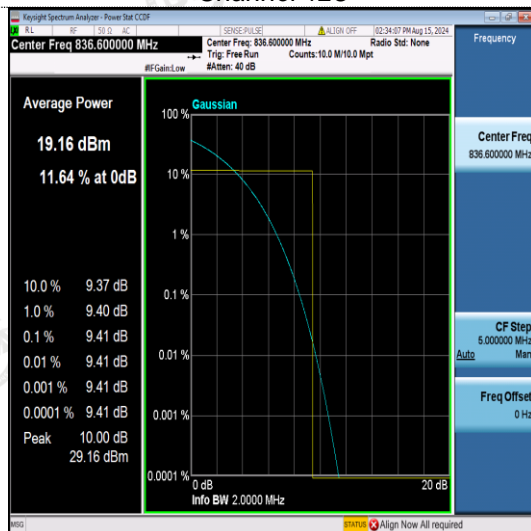 Keysight Spectrum Analyzer - Power Stat CCDF
RL RF 50 Ω AC SENSE:PULSE ALIGN OFF 02:34:07 PM Aug 15, 2024
Center Freq 836.600000 MHz
Center Freq: 836.600000 MHz Radio Std: None
Trig: Free Run Counts:10.0 M/10.0 Mpt
#IFGain:Low #Atten: 40 dB
Frequency
Average Power
19.16 dBm
11.64 % at 0dB
10.0 % 9.37 dB
1.0 % 9.40 dB
0.1 % 9.41 dB
0.01 % 9.41 dB
0.001 % 9.41 dB
0.0001 % 9.41 dB
Peak 10.00 dB
29.16 dBm
Gaussian
100 %
10 %
1 %
0.1 %
0.01 %
0.001 %
0.0001 %
0 dB 20 dB
Info BW 2.0000 MHz
Center Freq
836.600000 MHz
CF Step
5.000000 MHz
Auto Man
Freq Offset
0 Hz
MSG STATUS Align Now All required